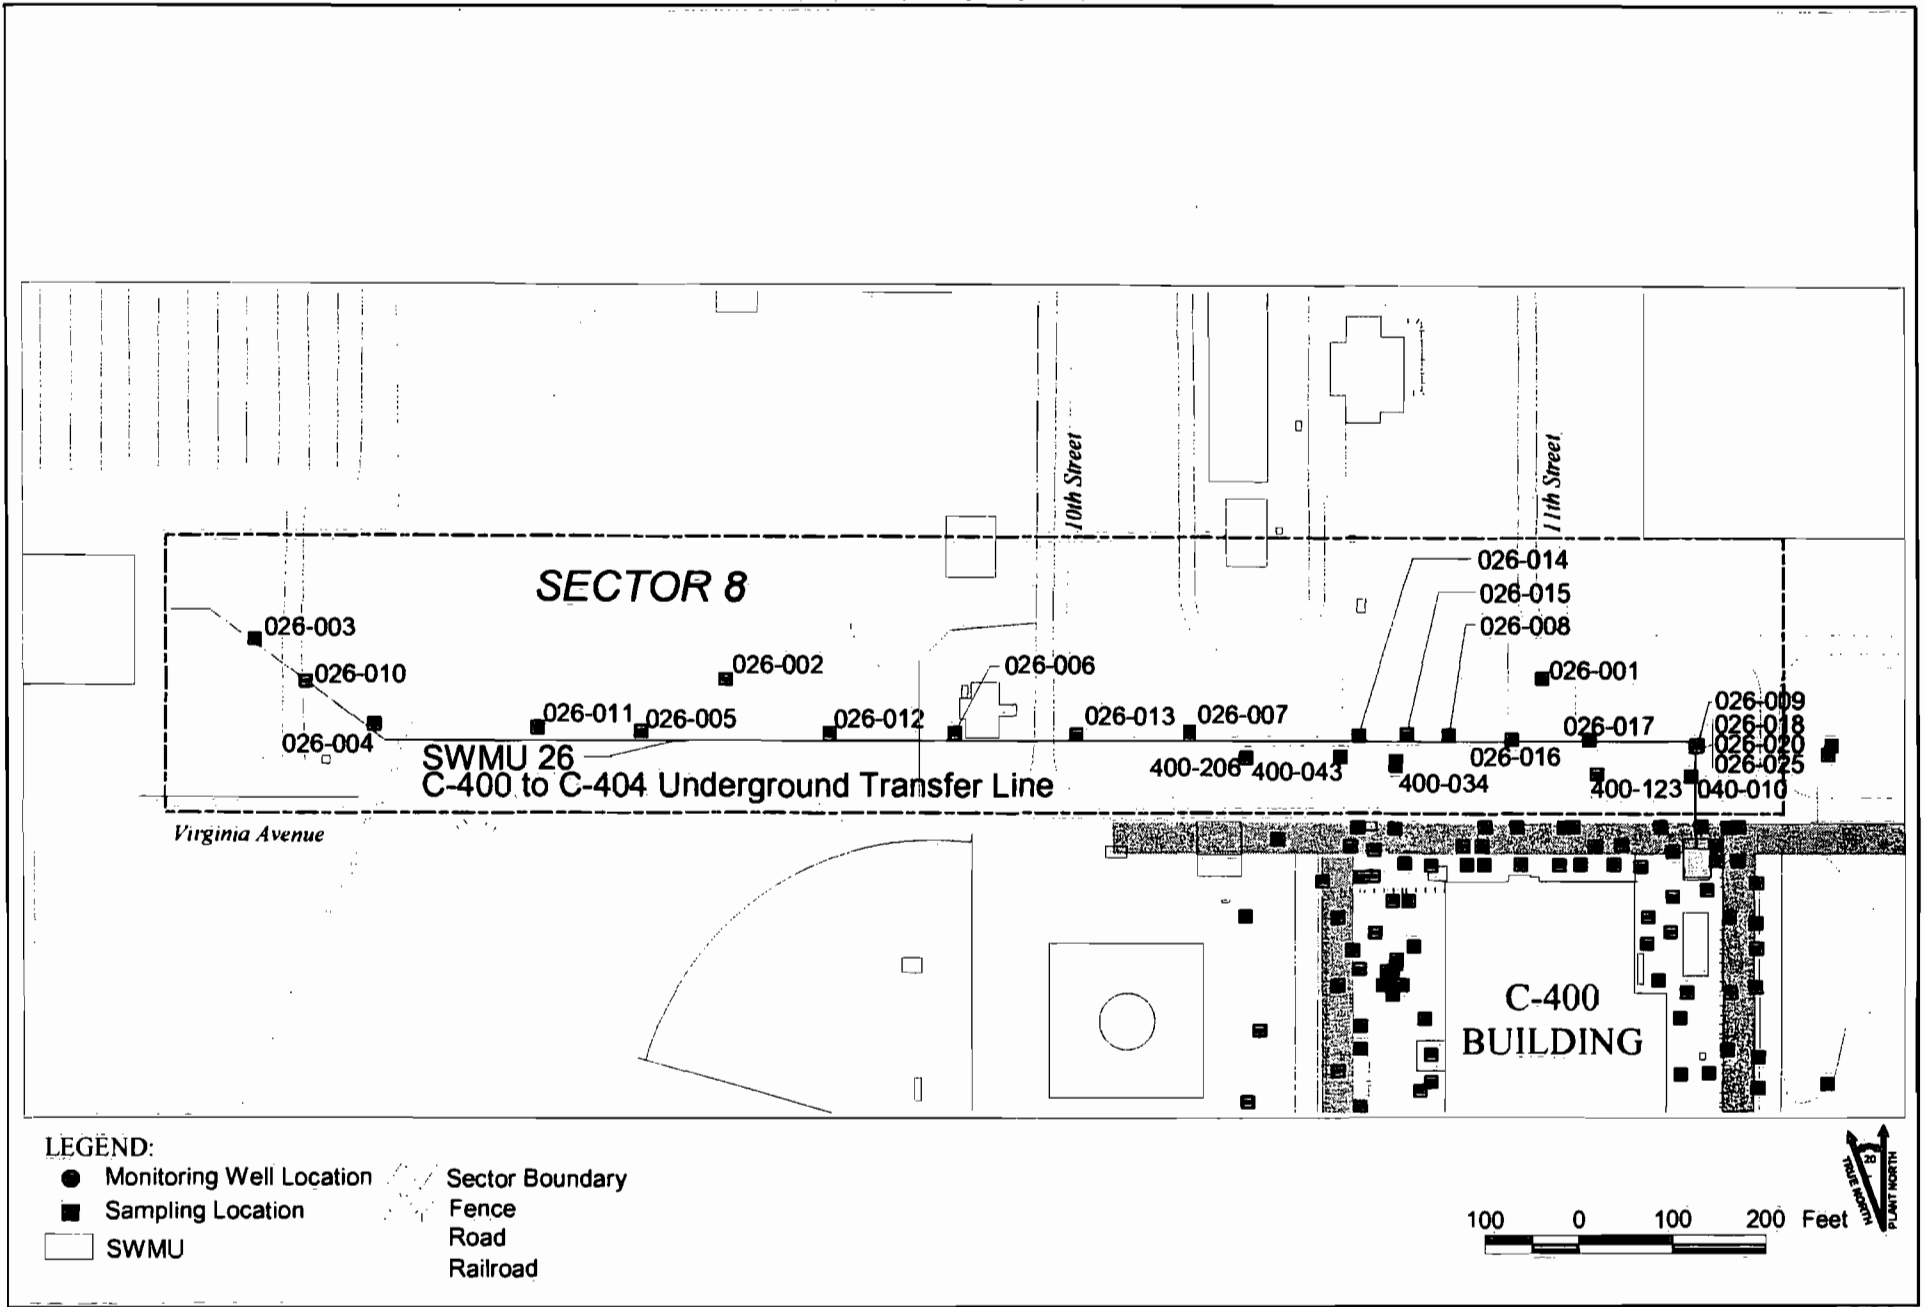 10th Street
11th Street
SECTOR 8
026-014
026-015
026-008
026-003
026-002
026-006
026-001
026-010
026-009
026-011
026-005
026-012
026-013
026-007
026-017
026-018
026-004
026-020
SWMU 26
026-016
026-025
400-206
400-043
C-400 to C-404 Underground Transfer Line
400-034
400-123
040-010
Virginia Avenue
C-400
BUILDING
LEGEND:
Monitoring Well Location
Sector Boundary
Sampling Location
Fence
SWMU
Road
Railroad
100 0 100 200 Feet
20
TRUE NORTH
PLANT NORTH